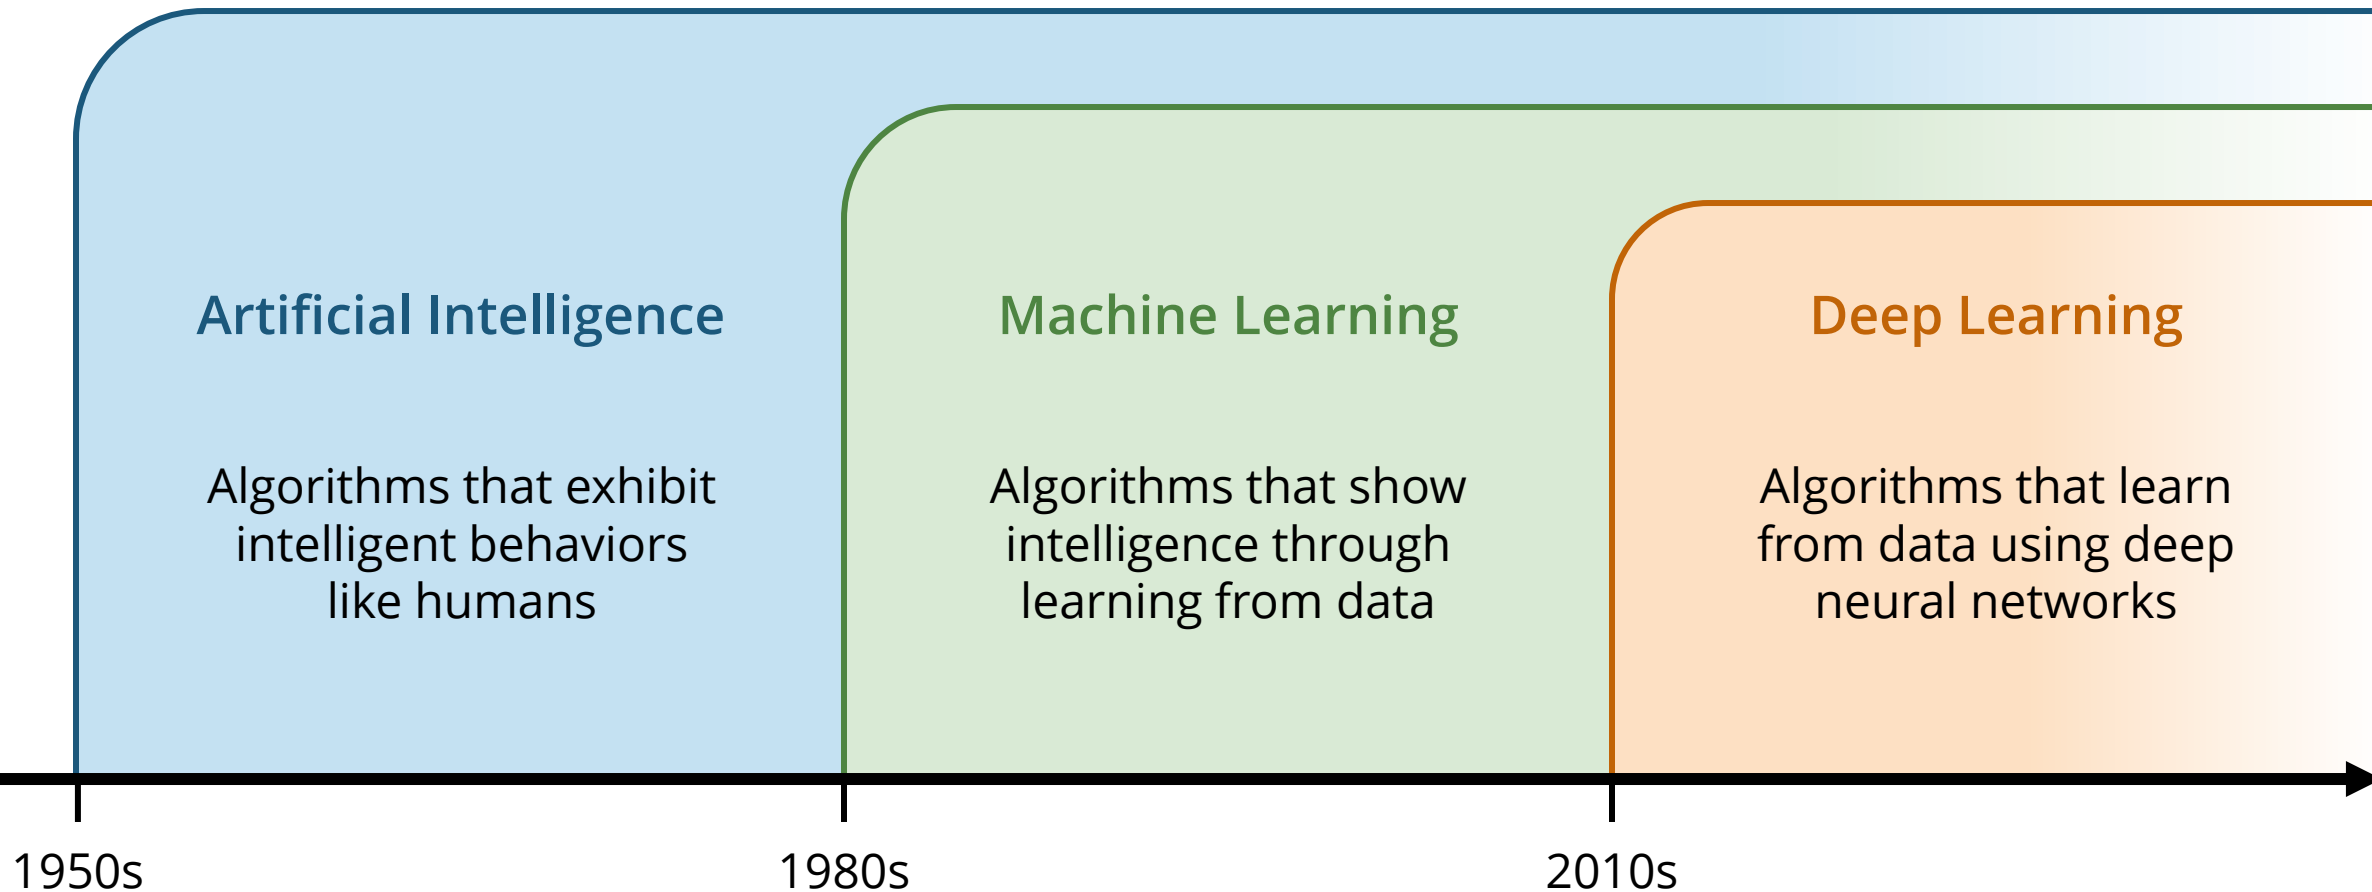 Artificial Intelligence
Algorithms that exhibit
intelligent behaviors
like humans
Machine Learning
Algorithms that show
intelligence through
learning from data
Deep Learning
Algorithms that learn
from data using deep
neural networks
1950s
1980s
2010s